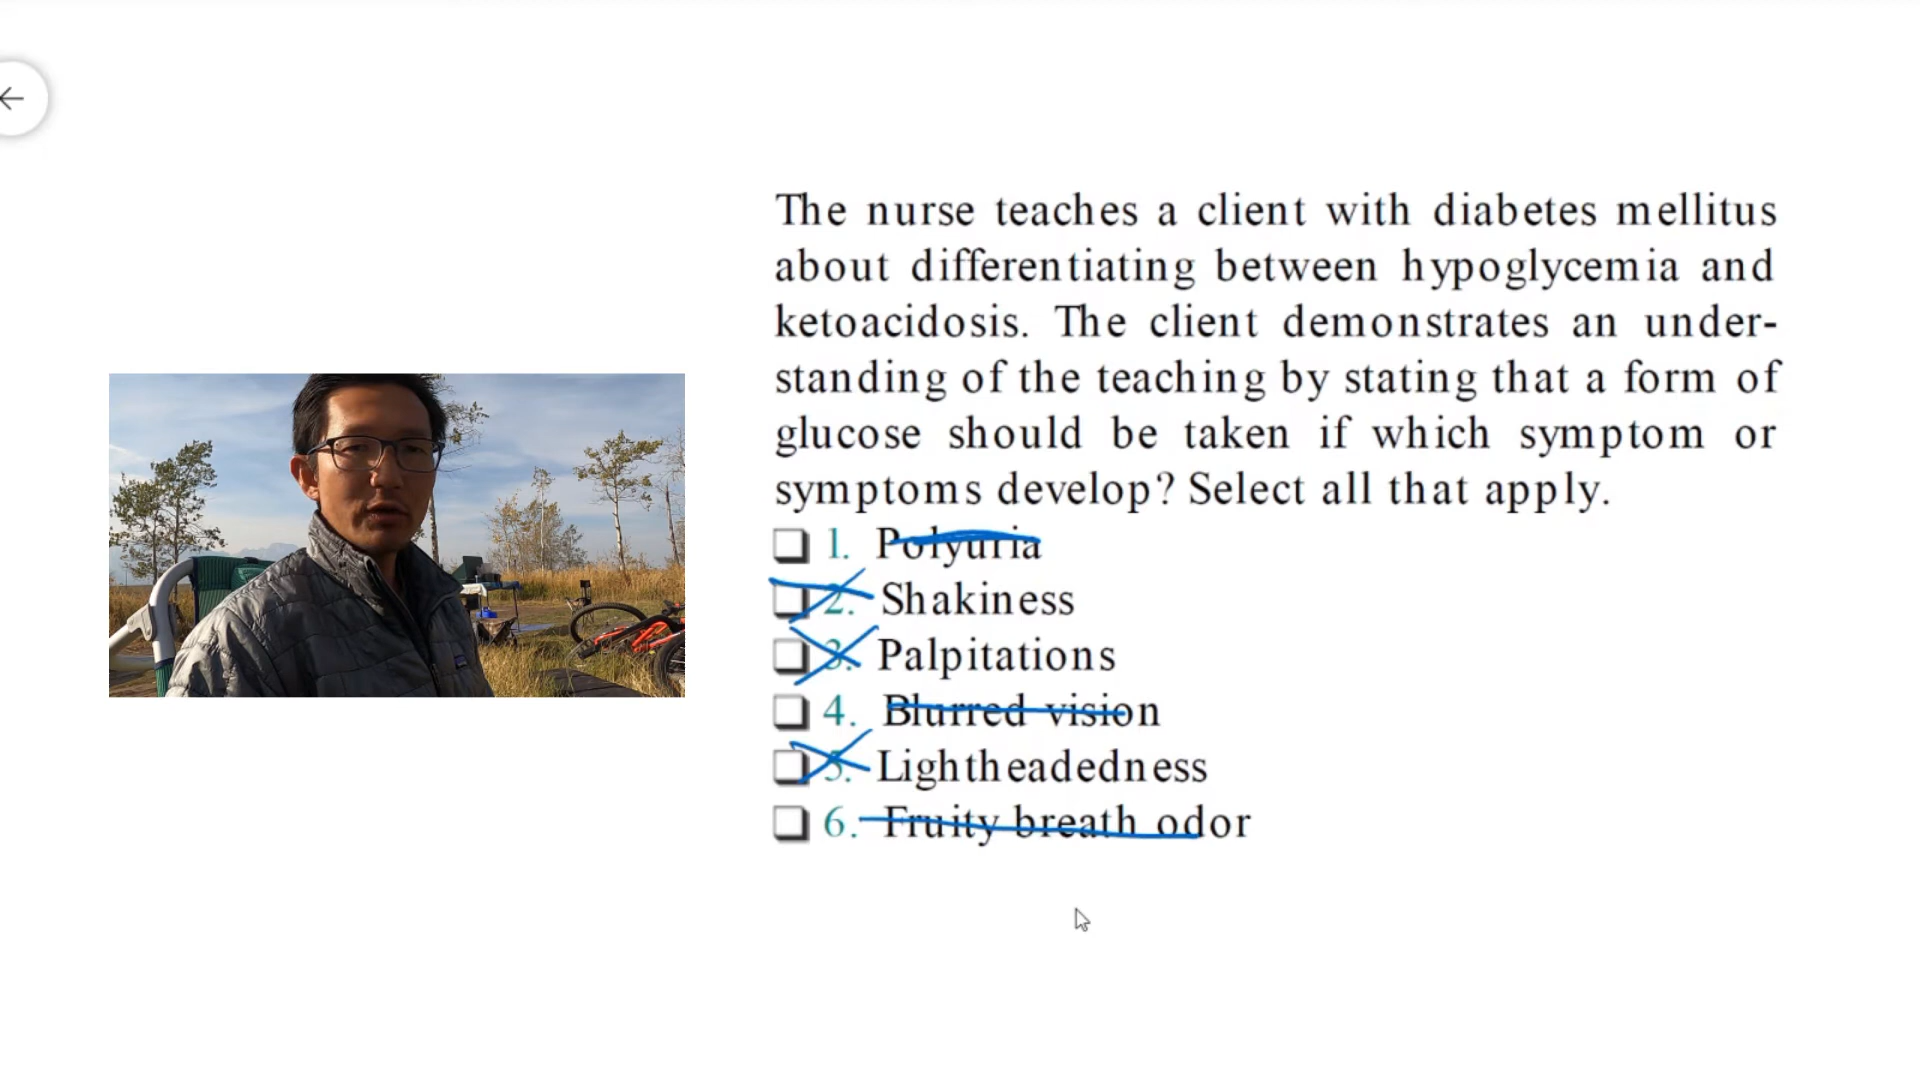 The nurse teaches a client with diabetes mellitus
about differentiating between hypoglycemia and
ketoacidosis. The client demonstrates an under-
standing of the teaching by stating that a form of
glucose should be taken if which symptom or
symptoms develop? Select all that apply.
1. Polyuria
2. Shakiness
3. Palpitations
4. Blurred vision
5. Lightheadedness
6. Fruity breath odor